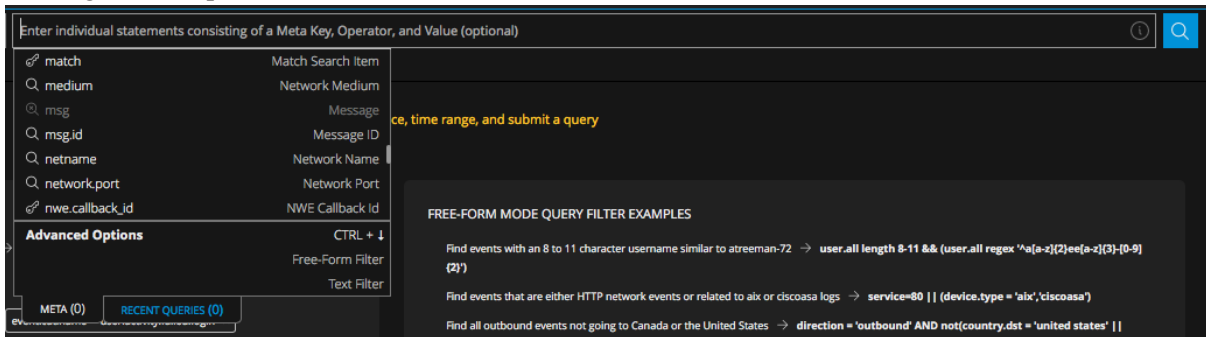 Enter individual statements consisting of a Meta Key, Operator, and Value (optional)
match Match Search Item
medium Network Medium
msg Message
msg.id Message ID
netname Network Name
network.port Network Port
nwe.callback_id NWE Callback Id
Advanced Options CTRL + ↓
Free-Form Filter
Text Filter
META (0) RECENT QUERIES (0)
ce, time range, and submit a query
FREE-FORM MODE QUERY FILTER EXAMPLES
Find events with an 8 to 11 character username similar to atreeman-72 → user.all length 8-11 && (user.all regex '^a[a-z]{2}ee[a-z]{3}-[0-9]
{2}')
Find events that are either HTTP network events or related to aix or ciscoasa logs → service=80 || (device.type = 'aix','ciscoasa')
Find all outbound events not going to Canada or the United States → direction = 'outbound' AND not(country.dst = 'united states' ||